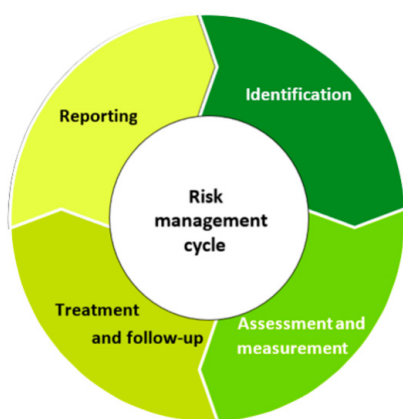 Reporting
Identification
Risk
management
cycle
Treatment
and follow-up
Assessment and
measurement